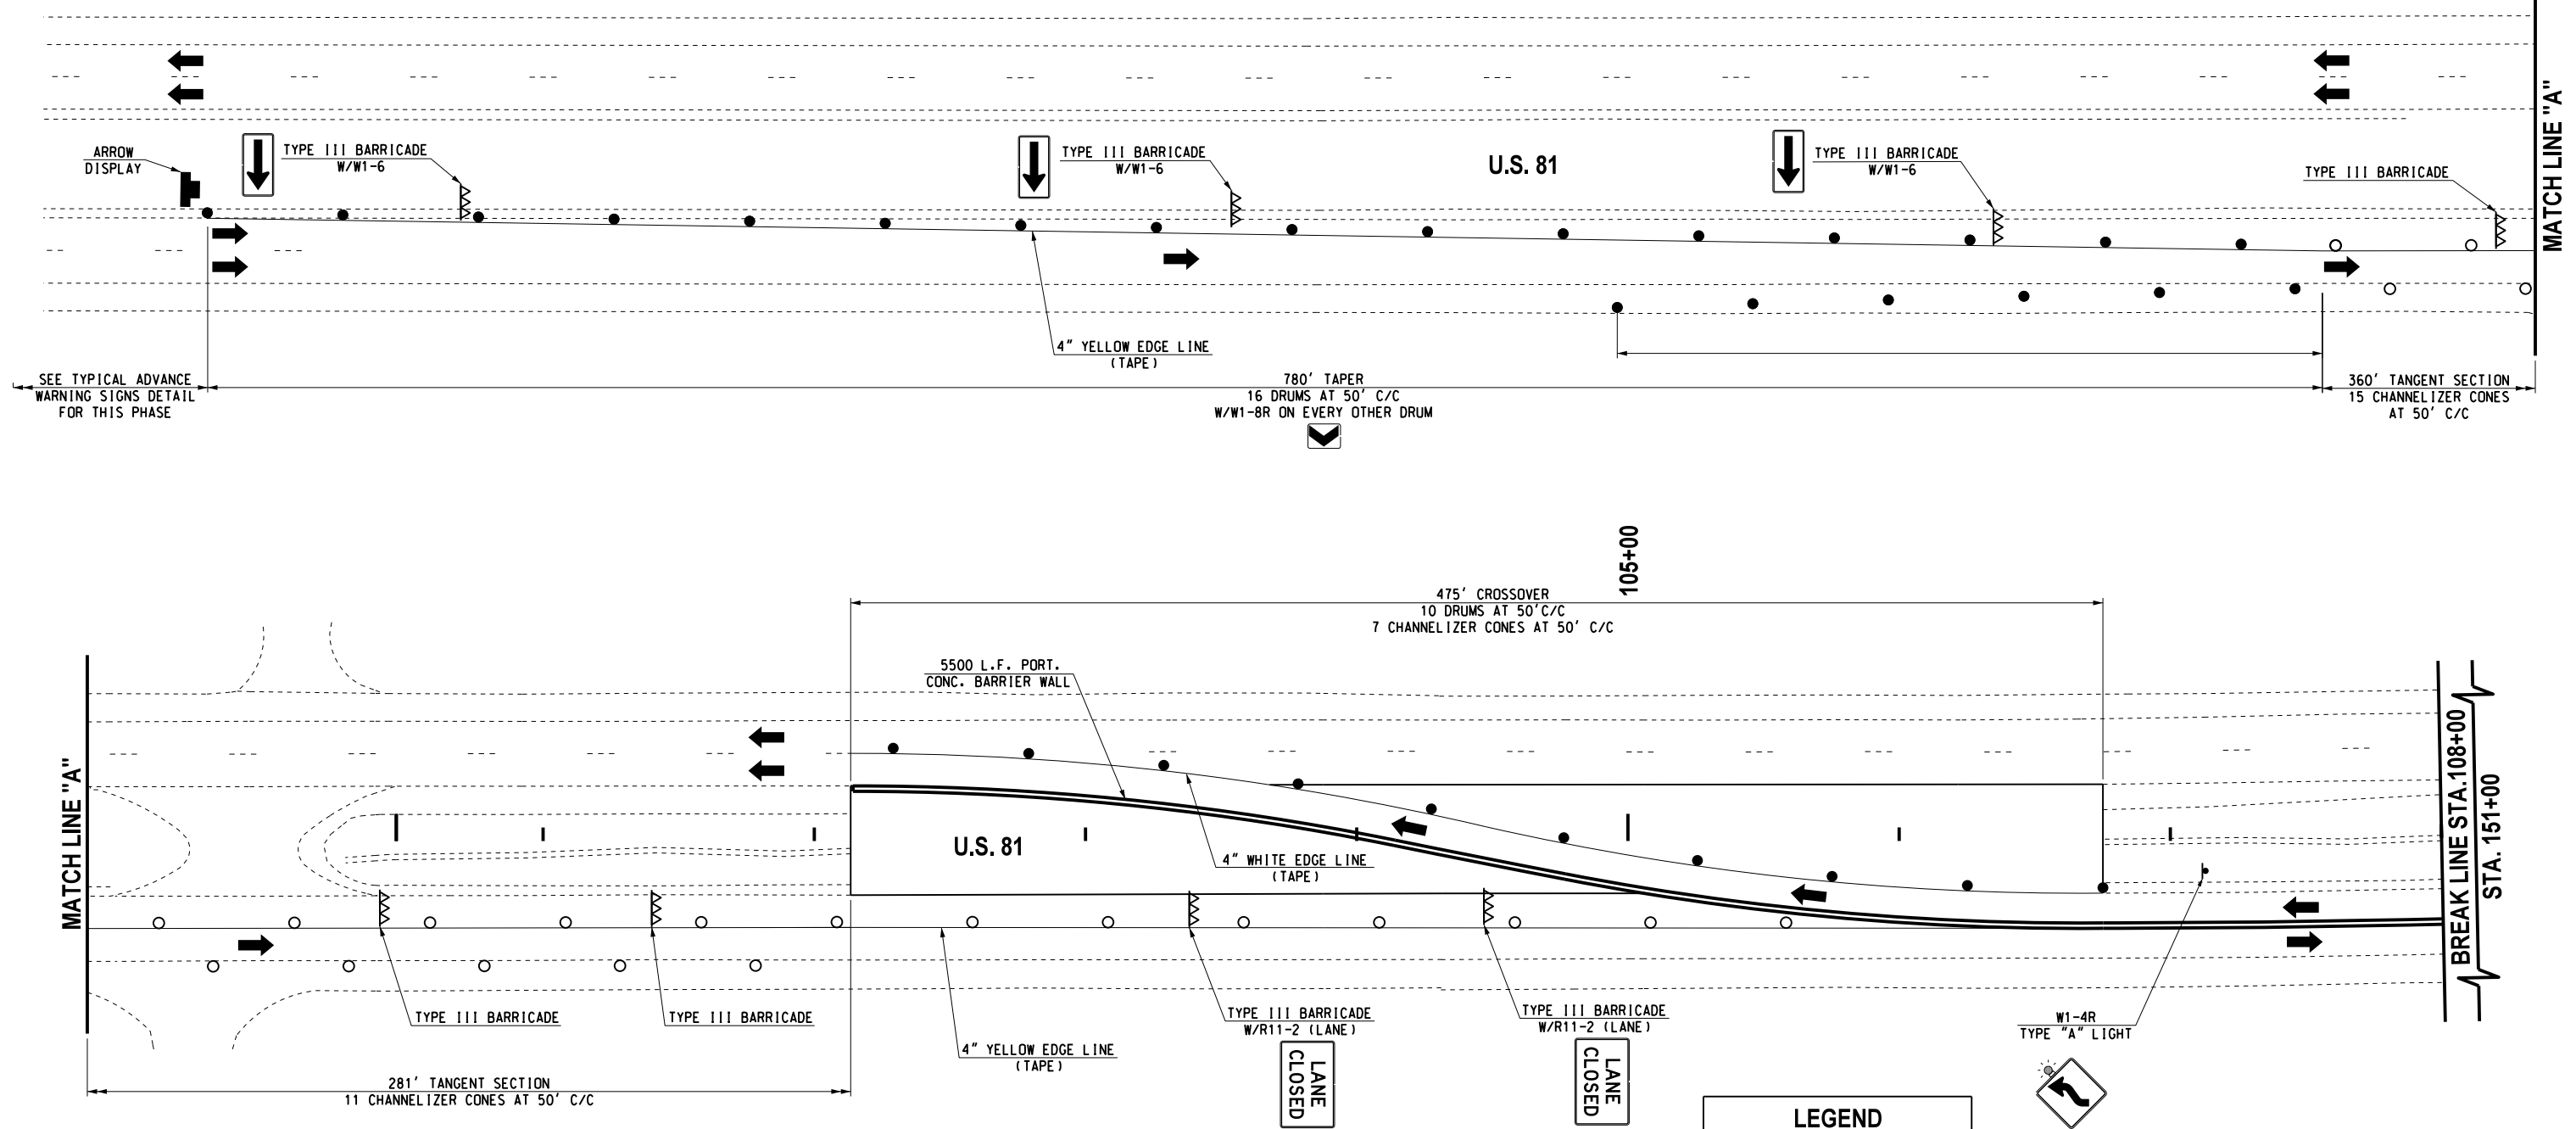 ARROW
DISPLAY
TYPE III BARRICADE
W/W1-6
TYPE III BARRICADE
W/W1-6
U.S. 81
TYPE III BARRICADE
W/W1-6
TYPE III BARRICADE
MATCH LINE "A"
4" YELLOW EDGE LINE
(TAPE)
SEE TYPICAL ADVANCE
WARNING SIGNS DETAIL
FOR THIS PHASE
780' TAPER
16 DRUMS AT 50' C/C
W/W1-8R ON EVERY OTHER DRUM
360' TANGENT SECTION
15 CHANNELIZER CONES
AT 50' C/C
105+00
475' CROSSOVER
10 DRUMS AT 50'C/C
7 CHANNELIZER CONES AT 50' C/C
5500 L.F. PORT.
CONC. BARRIER WALL
MATCH LINE "A"
U.S. 81
4" WHITE EDGE LINE
(TAPE)
BREAK LINE STA.108+00
STA. 151+00
TYPE III BARRICADE
TYPE III BARRICADE
4" YELLOW EDGE LINE
(TAPE)
TYPE III BARRICADE
W/R11-2 (LANE)
LANE
CLOSED
TYPE III BARRICADE
W/R11-2 (LANE)
LANE
CLOSED
W1-4R
TYPE "A" LIGHT
281' TANGENT SECTION
11 CHANNELIZER CONES AT 50' C/C
LEGEND